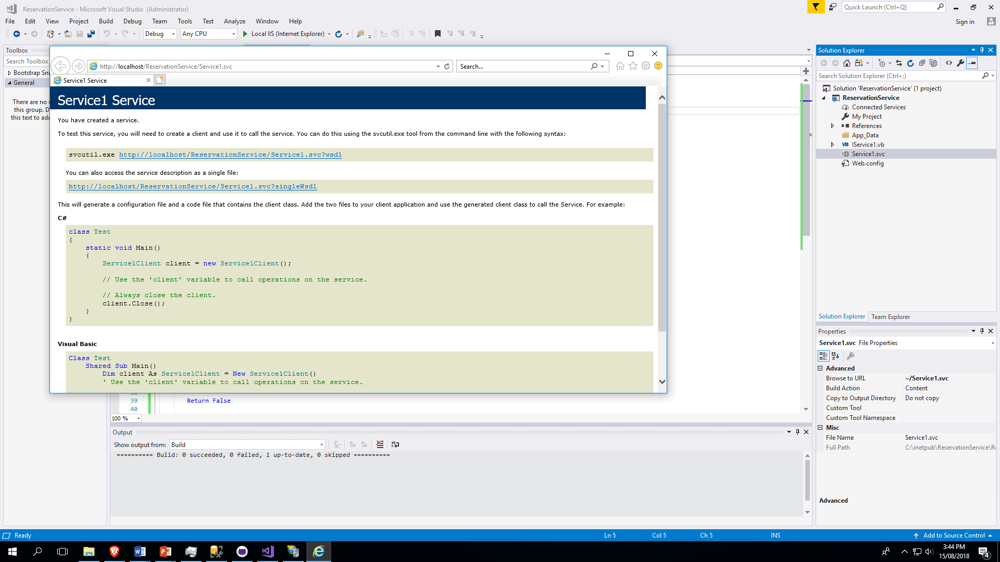 ReservationService - Microsoft Visual Studio (Administrator)
Quick Launch (Ctrl+Q)
File Edit View Project Build Debug Team Tools Test Analyze Window Help
Sign in
Debug
Any CPU
Local IIS (Internet Explorer)
Toolbox
Search Toolbox
Bootstrap Sni
General
There are no
this group. D
this text to add
http://localhost/ReservationService/Service1.svc
Search...
Service1 Service
Service1 Service
You have created a service.
To test this service, you will need to create a client and use it to call the service. You can do this using the svcutil.exe tool from the command line with the following syntax:
svcutil.exe http://localhost/ReservationService/Service1.svc?wsdl
You can also access the service description as a single file:
http://localhost/ReservationService/Service1.svc?singleWsdl
This will generate a configuration file and a code file that contains the client class. Add the two files to your client application and use the generated client class to call the Service. For example:
C#
class Test
{
static void Main()
{
Service1Client client = new Service1Client();
// Use the 'client' variable to call operations on the service.
// Always close the client.
client.Close();
}
}
Visual Basic
Class Test
Shared Sub Main()
Dim client As Service1Client = New Service1Client()
' Use the 'client' variable to call operations on the service.
39 Return False
40
100 %
Output
Show output from: Build
========== Build: 0 succeeded, 0 failed, 1 up-to-date, 0 skipped ==========
Solution Explorer
Search Solution Explorer (Ctrl+;)
Solution 'ReservationService' (1 project)
ReservationService
Connected Services
My Project
References
App_Data
VB IService1.vb
Service1.svc
Web.config
Solution Explorer Team Explorer
Properties
Service1.svc File Properties
Advanced
Browse to URL ~/Service1.svc
Build Action Content
Copy to Output Directory Do not copy
Custom Tool
Custom Tool Namespace
Misc
File Name Service1.svc
Full Path C:\inetpub\ReservationService\Re
Advanced
Ready
Ln 5 Col 5 Ch 5 INS
Add to Source Control
3:44 PM
15/08/2018
4